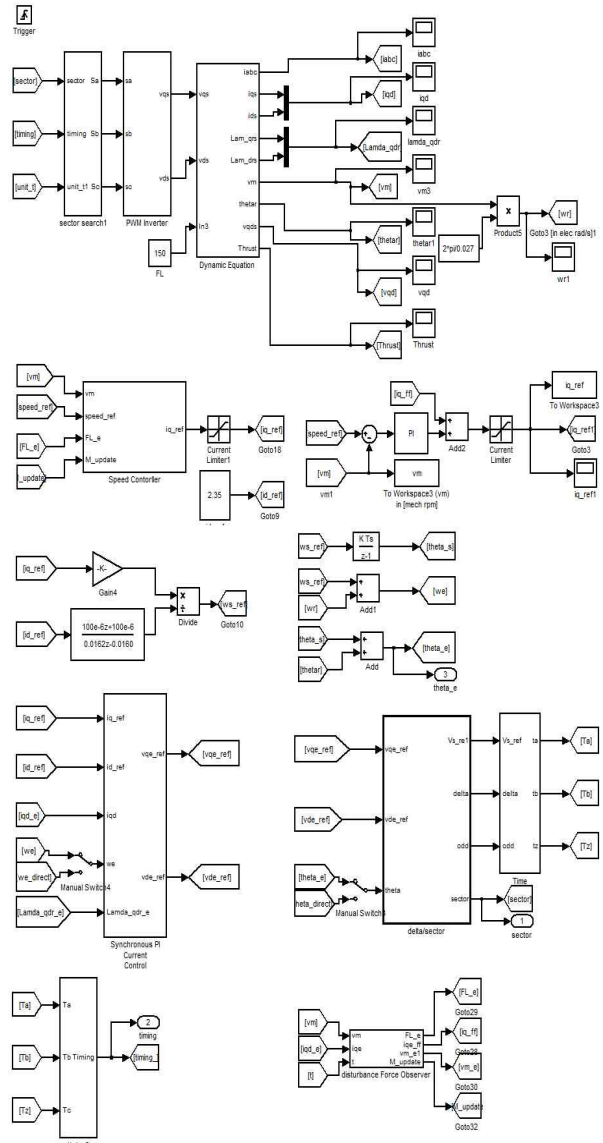 Trigger
[sector]
[timing]
[unit_t]
sector Sa
timing Sb
unit_t1 Sc
sector search1
sa
sb
sc
vqs
vds
PWM inverter
150
FL
vqs
vds
In3
iabc
iqs
ids
Lam_qrs
Lam_drs
vm
thetar
vqds
Thrust
Dynamic Equation
iabc
[iabc]
iqd
[iqd]
lamda_qdr
[Lamda_qdr]
vm3
[vm]
thetar1
[thetar]
vqd
[vqd]
Thrust
[Thrust]
2*pi/0.027
×
Product5
[wr]
Goto3 [in elec rad/s]1
wr1
[vm]
speed_ref]
[FL_e]
l_update]
vm
speed_ref
FL_e
M_update
iq_ref
Speed Contorller
Current
Limiter1
[iq_ref]
Goto18
2.35
[id_ref]
Goto9
[iq_ff]
[speed_ref]
[vm]
vm1
PI
vm
To Workspace3 (vm)
in [mech rpm]
Add2
Current
Limiter
iq_ref
To Workspace3
[iq_ref1]
Goto3
iq_ref1
[iq_ref]
-K-
Gain4
[id_ref]
100e-6z+100e-6
0.0162z-0.0160
×
÷
Divide
[ws_ref
Goto10
ws_ref]
K Ts
z-1
[theta_s]
ws_ref]
[wr]
Add1
[we]
theta_s]
[thetar]
Add
[theta_e]
3
theta_e
[iq_ref]
[id_ref]
[iqd_e]
[we]
we_direct]
Manual Switch4
[Lamda_qdr_e]
iq_ref
id_ref
iqd
we
Lamda_qdr_e
vqe_ref
vde_ref
Synchronous PI
Current
Control
[vqe_ref]
[vde_ref]
[vqe_ref]
[vde_ref]
[theta_e]
heta_direct]
vqe_ref
vde_ref
theta
Vs_re1
delta
odd
sector
delta/sector
Vs_ref ta
delta tb
odd tz
Time
[Ta]
[Tb]
[Tz]
[sector]
1
sector
[Ta]
[Tb]
[Tz]
Ta
Tb Timing
Tc
2
timing
[timing_
[vm]
[iqd_e]
[t]
vm
iqe
t
FL_e
iqe_ff
vm_e1
M_update
disturbance Force Observer
[FL_e]
Goto29
[iq_ff]
Goto28
[vm_e]
Goto30
Goto32